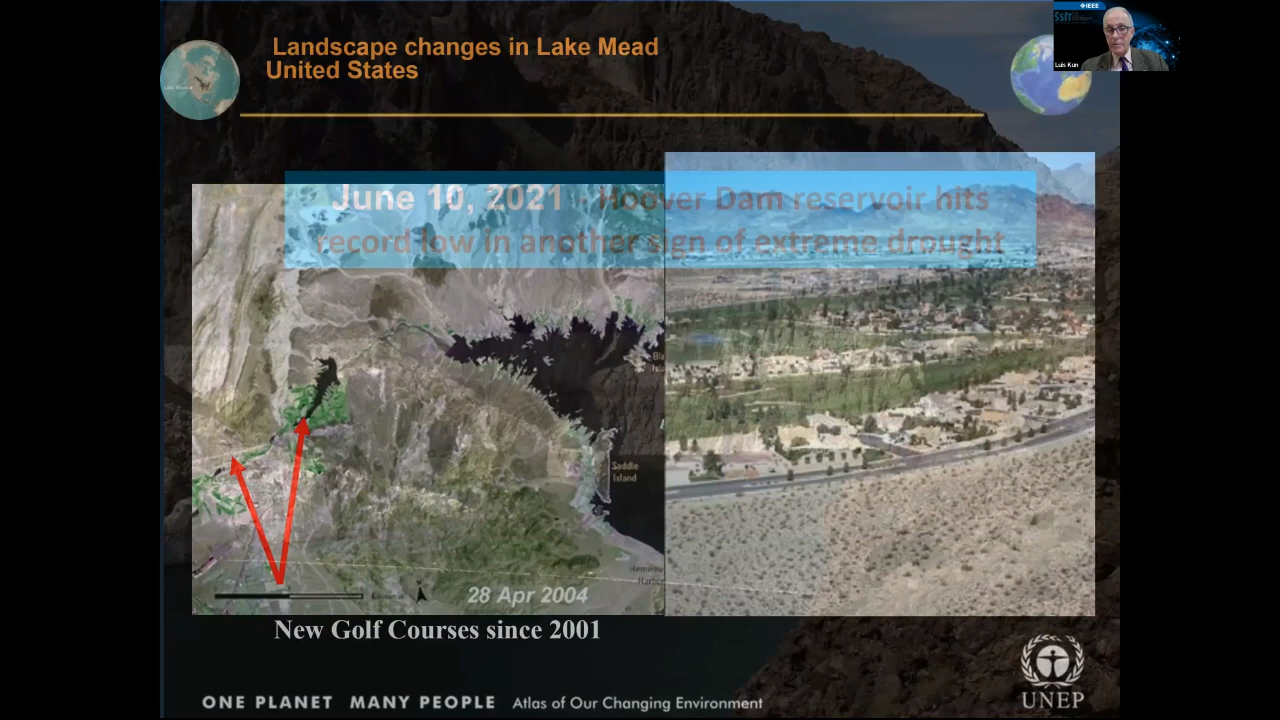 Landscape changes in Lake Mead
United States
IEEE
SSIT
Luis Kun
June 10, 2021 - Hoover Dam reservoir hits
record low in another sign of extreme drought
Saddle
Island
28 Apr 2004
New Golf Courses since 2001
ONE PLANET MANY PEOPLE Atlas of Our Changing Environment
UNEP